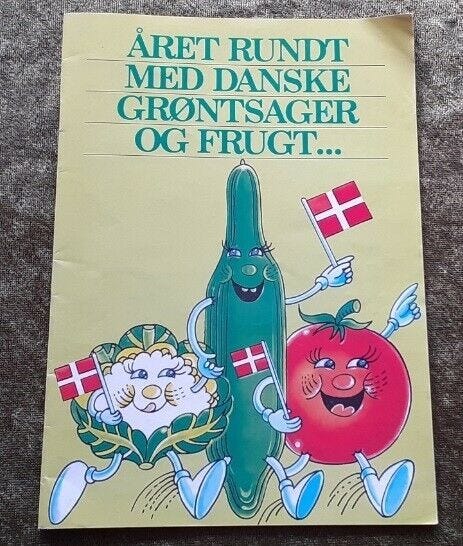 ÅRET RUNDT
MED DANSKE
GRØNTSAGER
OG FRUGT...